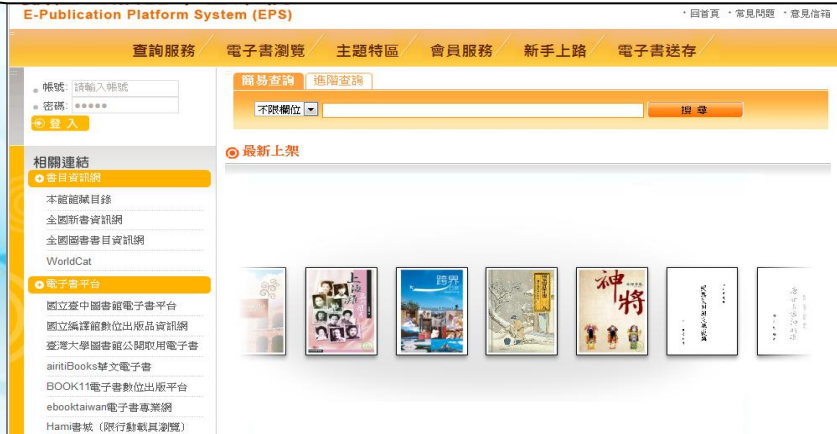 E-Publication Platform System (EPS)
・回首頁 ・常見問題 ・意見信箱
查詢服務 電子書瀏覽 主題特區 會員服務 新手上路 電子書送存
帳號: 請輸入帳號
密碼:
登入
簡易查詢 進階查詢
不限欄位
搜尋
相關連結
書目資訊網
本館館藏目錄
全國新書資訊網
全國圖書書目資訊網
WorldCat
電子書平台
國立臺中圖書館電子書平台
國立編譯館數位出版品資訊網
臺灣大學圖書館公開取用電子書
airitiBooks華文電子書
BOOK11電子書數位出版平台
ebooktaiwan電子書專業網
Hami書城（限行動載具瀏覽）
最新上架
上海灘
跨界
神將